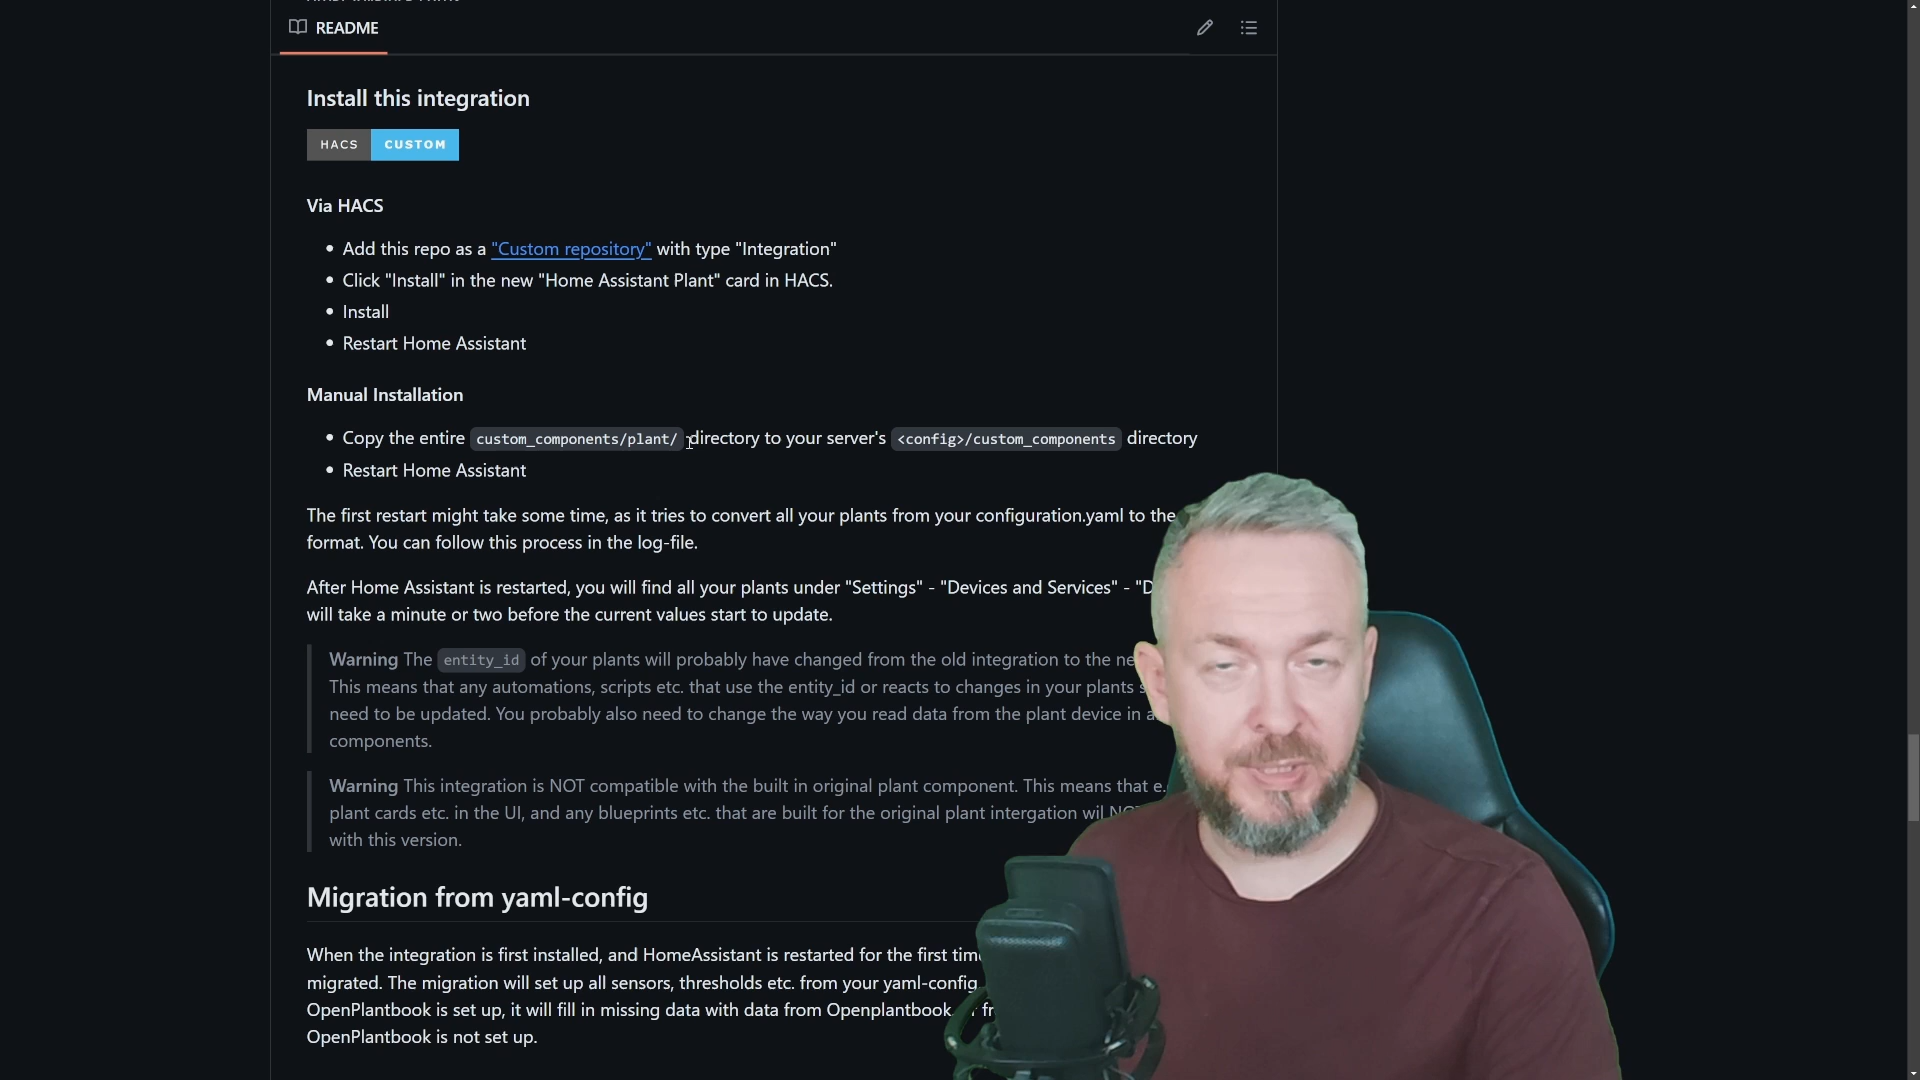 README
Install this integration
HACS CUSTOM
Via HACS
• Add this repo as a "Custom repository" with type "Integration"
• Click "Install" in the new "Home Assistant Plant" card in HACS.
• Install
• Restart Home Assistant
Manual Installation
• Copy the entire custom_components/plant/ directory to your server's <config>/custom_components directory
• Restart Home Assistant
The first restart might take some time, as it tries to convert all your plants from your configuration.yaml to the
format. You can follow this process in the log-file.
After Home Assistant is restarted, you will find all your plants under "Settings" - "Devices and Services" - "D
will take a minute or two before the current values start to update.
Warning The entity_id of your plants will probably have changed from the old integration to the ne
This means that any automations, scripts etc. that use the entity_id or reacts to changes in your plants s
need to be updated. You probably also need to change the way you read data from the plant device in a
components.
Warning This integration is NOT compatible with the built in original plant component. This means that e.
plant cards etc. in the UI, and any blueprints etc. that are built for the original plant intergation wil NOT
with this version.
Migration from yaml-config
When the integration is first installed, and HomeAssistant is restarted for the first tim
migrated. The migration will set up all sensors, thresholds etc. from your yaml-config
OpenPlantbook is set up, it will fill in missing data with data from Openplantbook
OpenPlantbook is not set up.